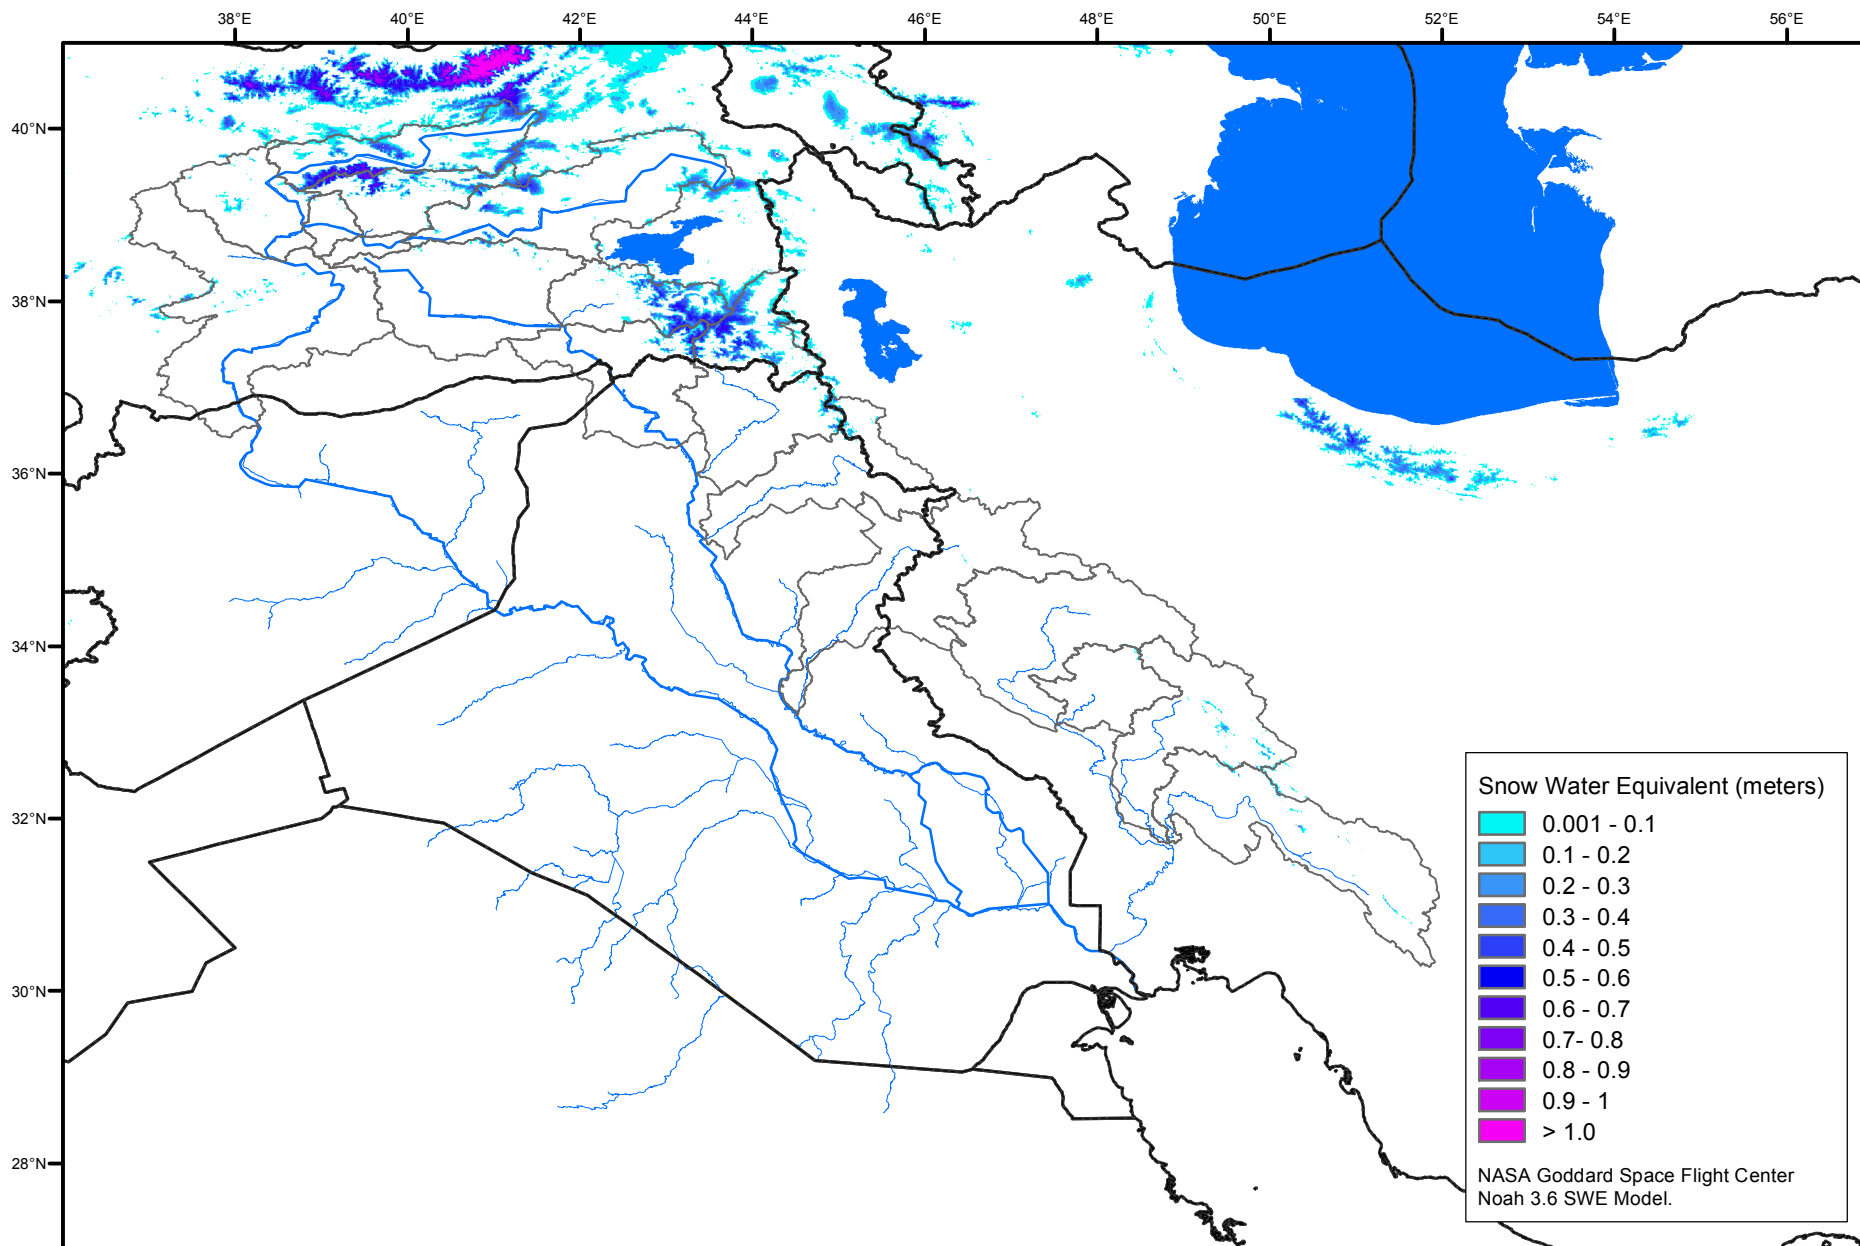 38°E 40°E 42°E 44°E 46°E 48°E 50°E 52°E 54°E 56°E
40°N
38°N
36°N
34°N
32°N
30°N
28°N
Snow Water Equivalent (meters)
0.001 - 0.1
0.1 - 0.2
0.2 - 0.3
0.3 - 0.4
0.4 - 0.5
0.5 - 0.6
0.6 - 0.7
0.7- 0.8
0.8 - 0.9
0.9 - 1
> 1.0
NASA Goddard Space Flight Center
Noah 3.6 SWE Model.